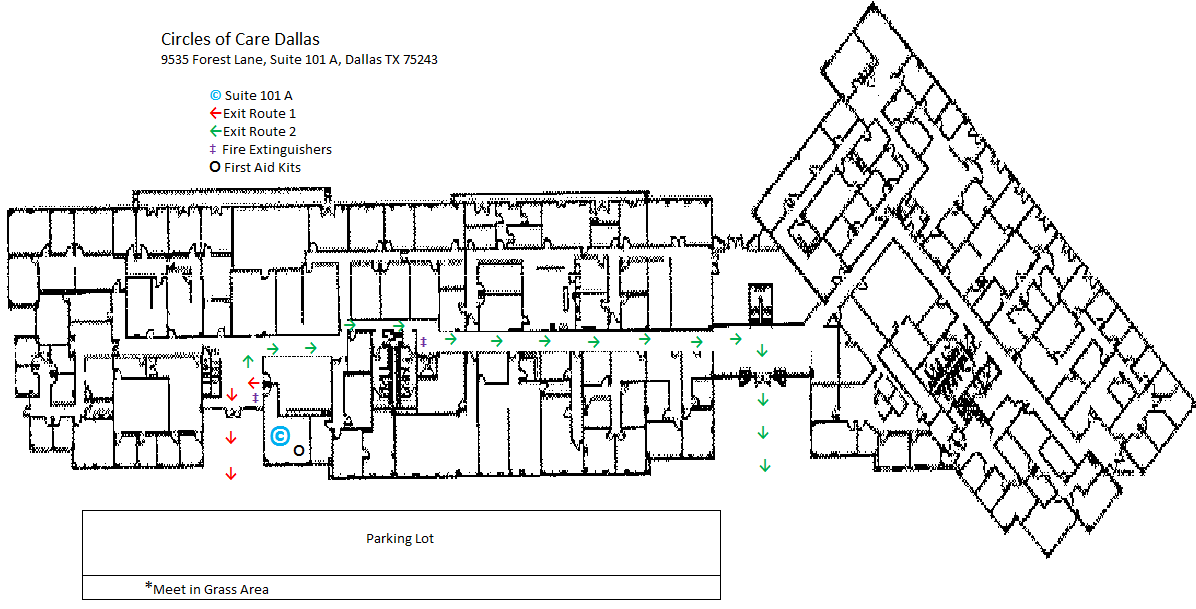 Circles of Care Dallas
9535 Forest Lane, Suite 101 A, Dallas TX 75243
© Suite 101 A
←Exit Route 1
←Exit Route 2
‡ Fire Extinguishers
O First Aid Kits
‡
‡
©
O
Parking Lot
*Meet in Grass Area